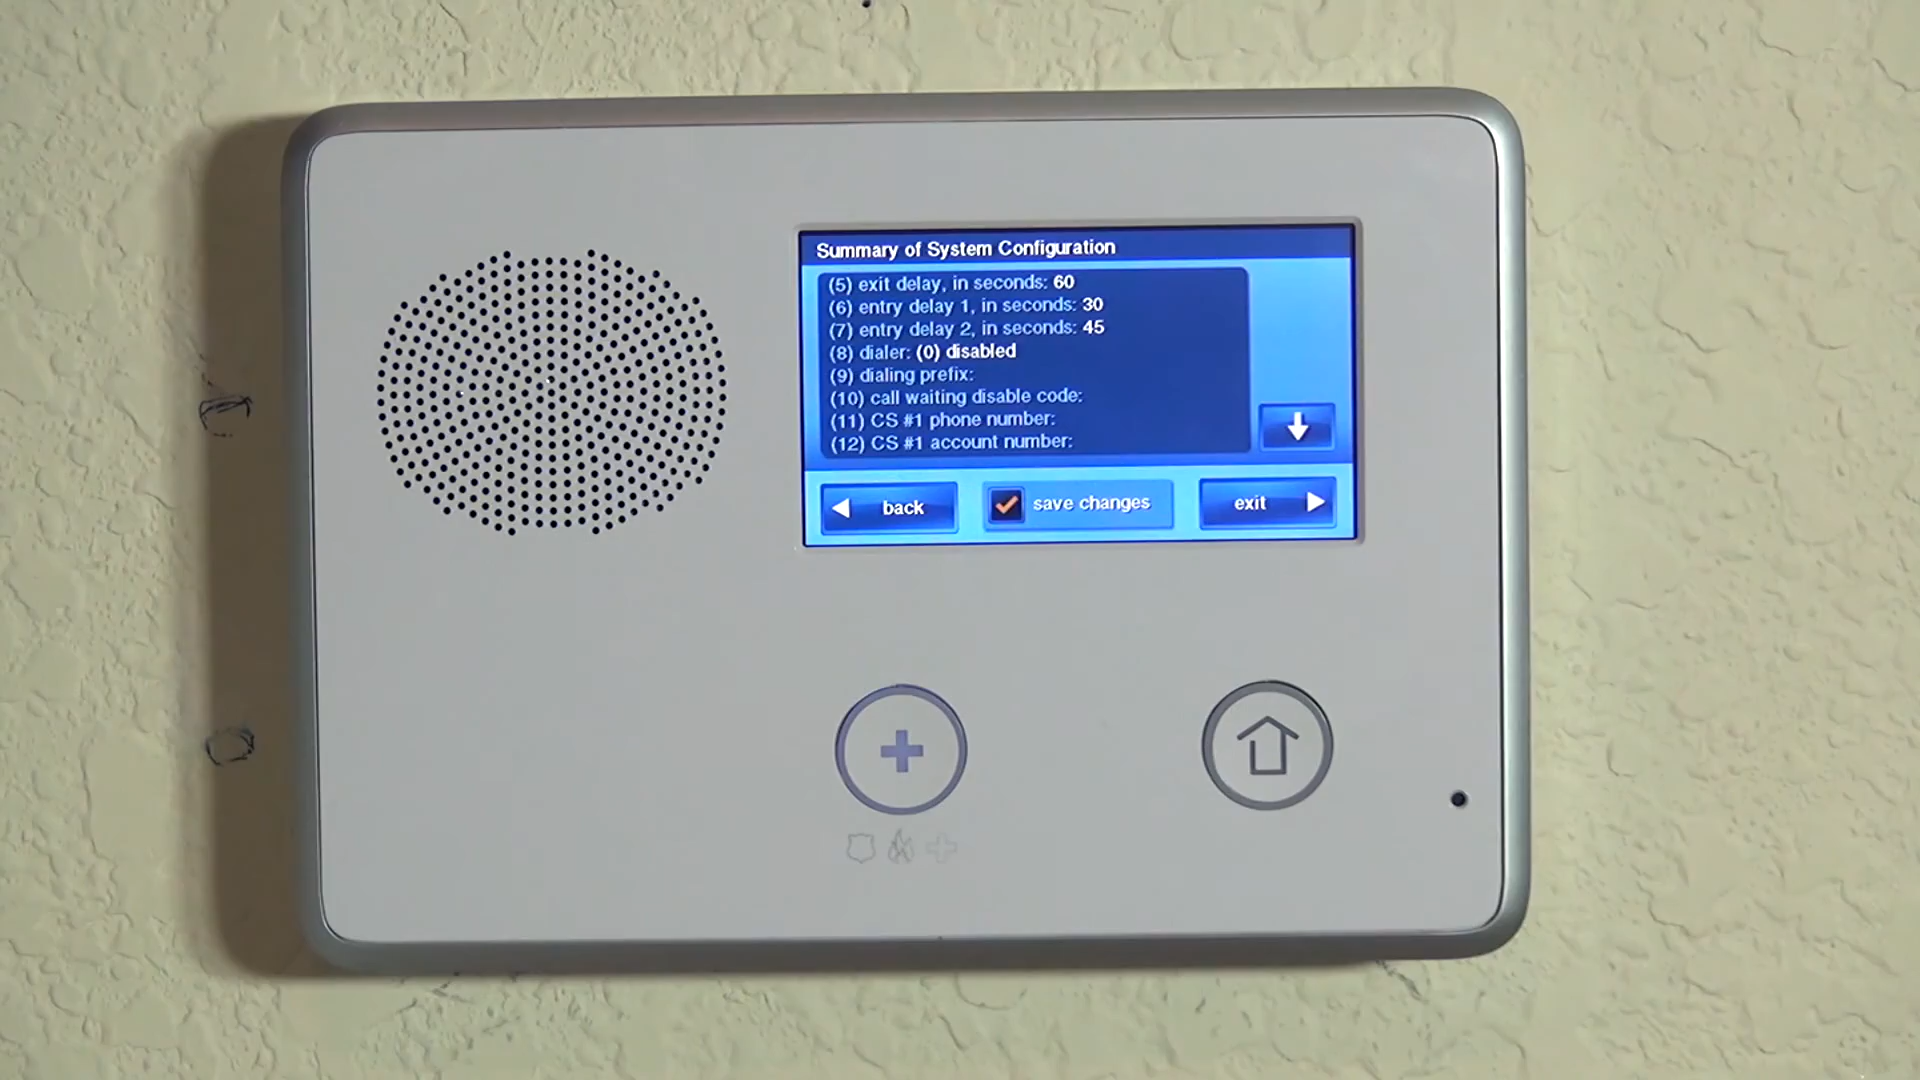 Summary of System Configuration
(5) exit delay, in seconds: 60
(6) entry delay 1, in seconds: 30
(7) entry delay 2, in seconds: 45
(8) dialer: (0) disabled
(9) dialing prefix:
(10) call waiting disable code:
(11) CS #1 phone number:
(12) CS #1 account number:
back
save changes
exit